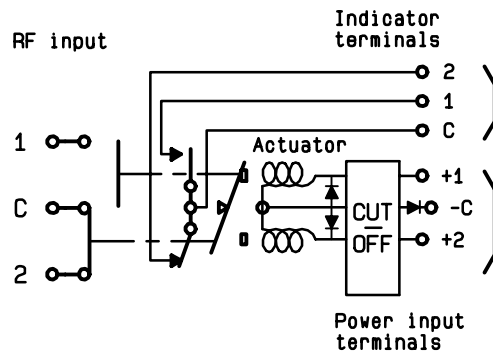 RF input
Indicator
terminals
2
1
C
1
Actuator
+1
C
CUT
OFF
-C
+2
2
Power input
terminals